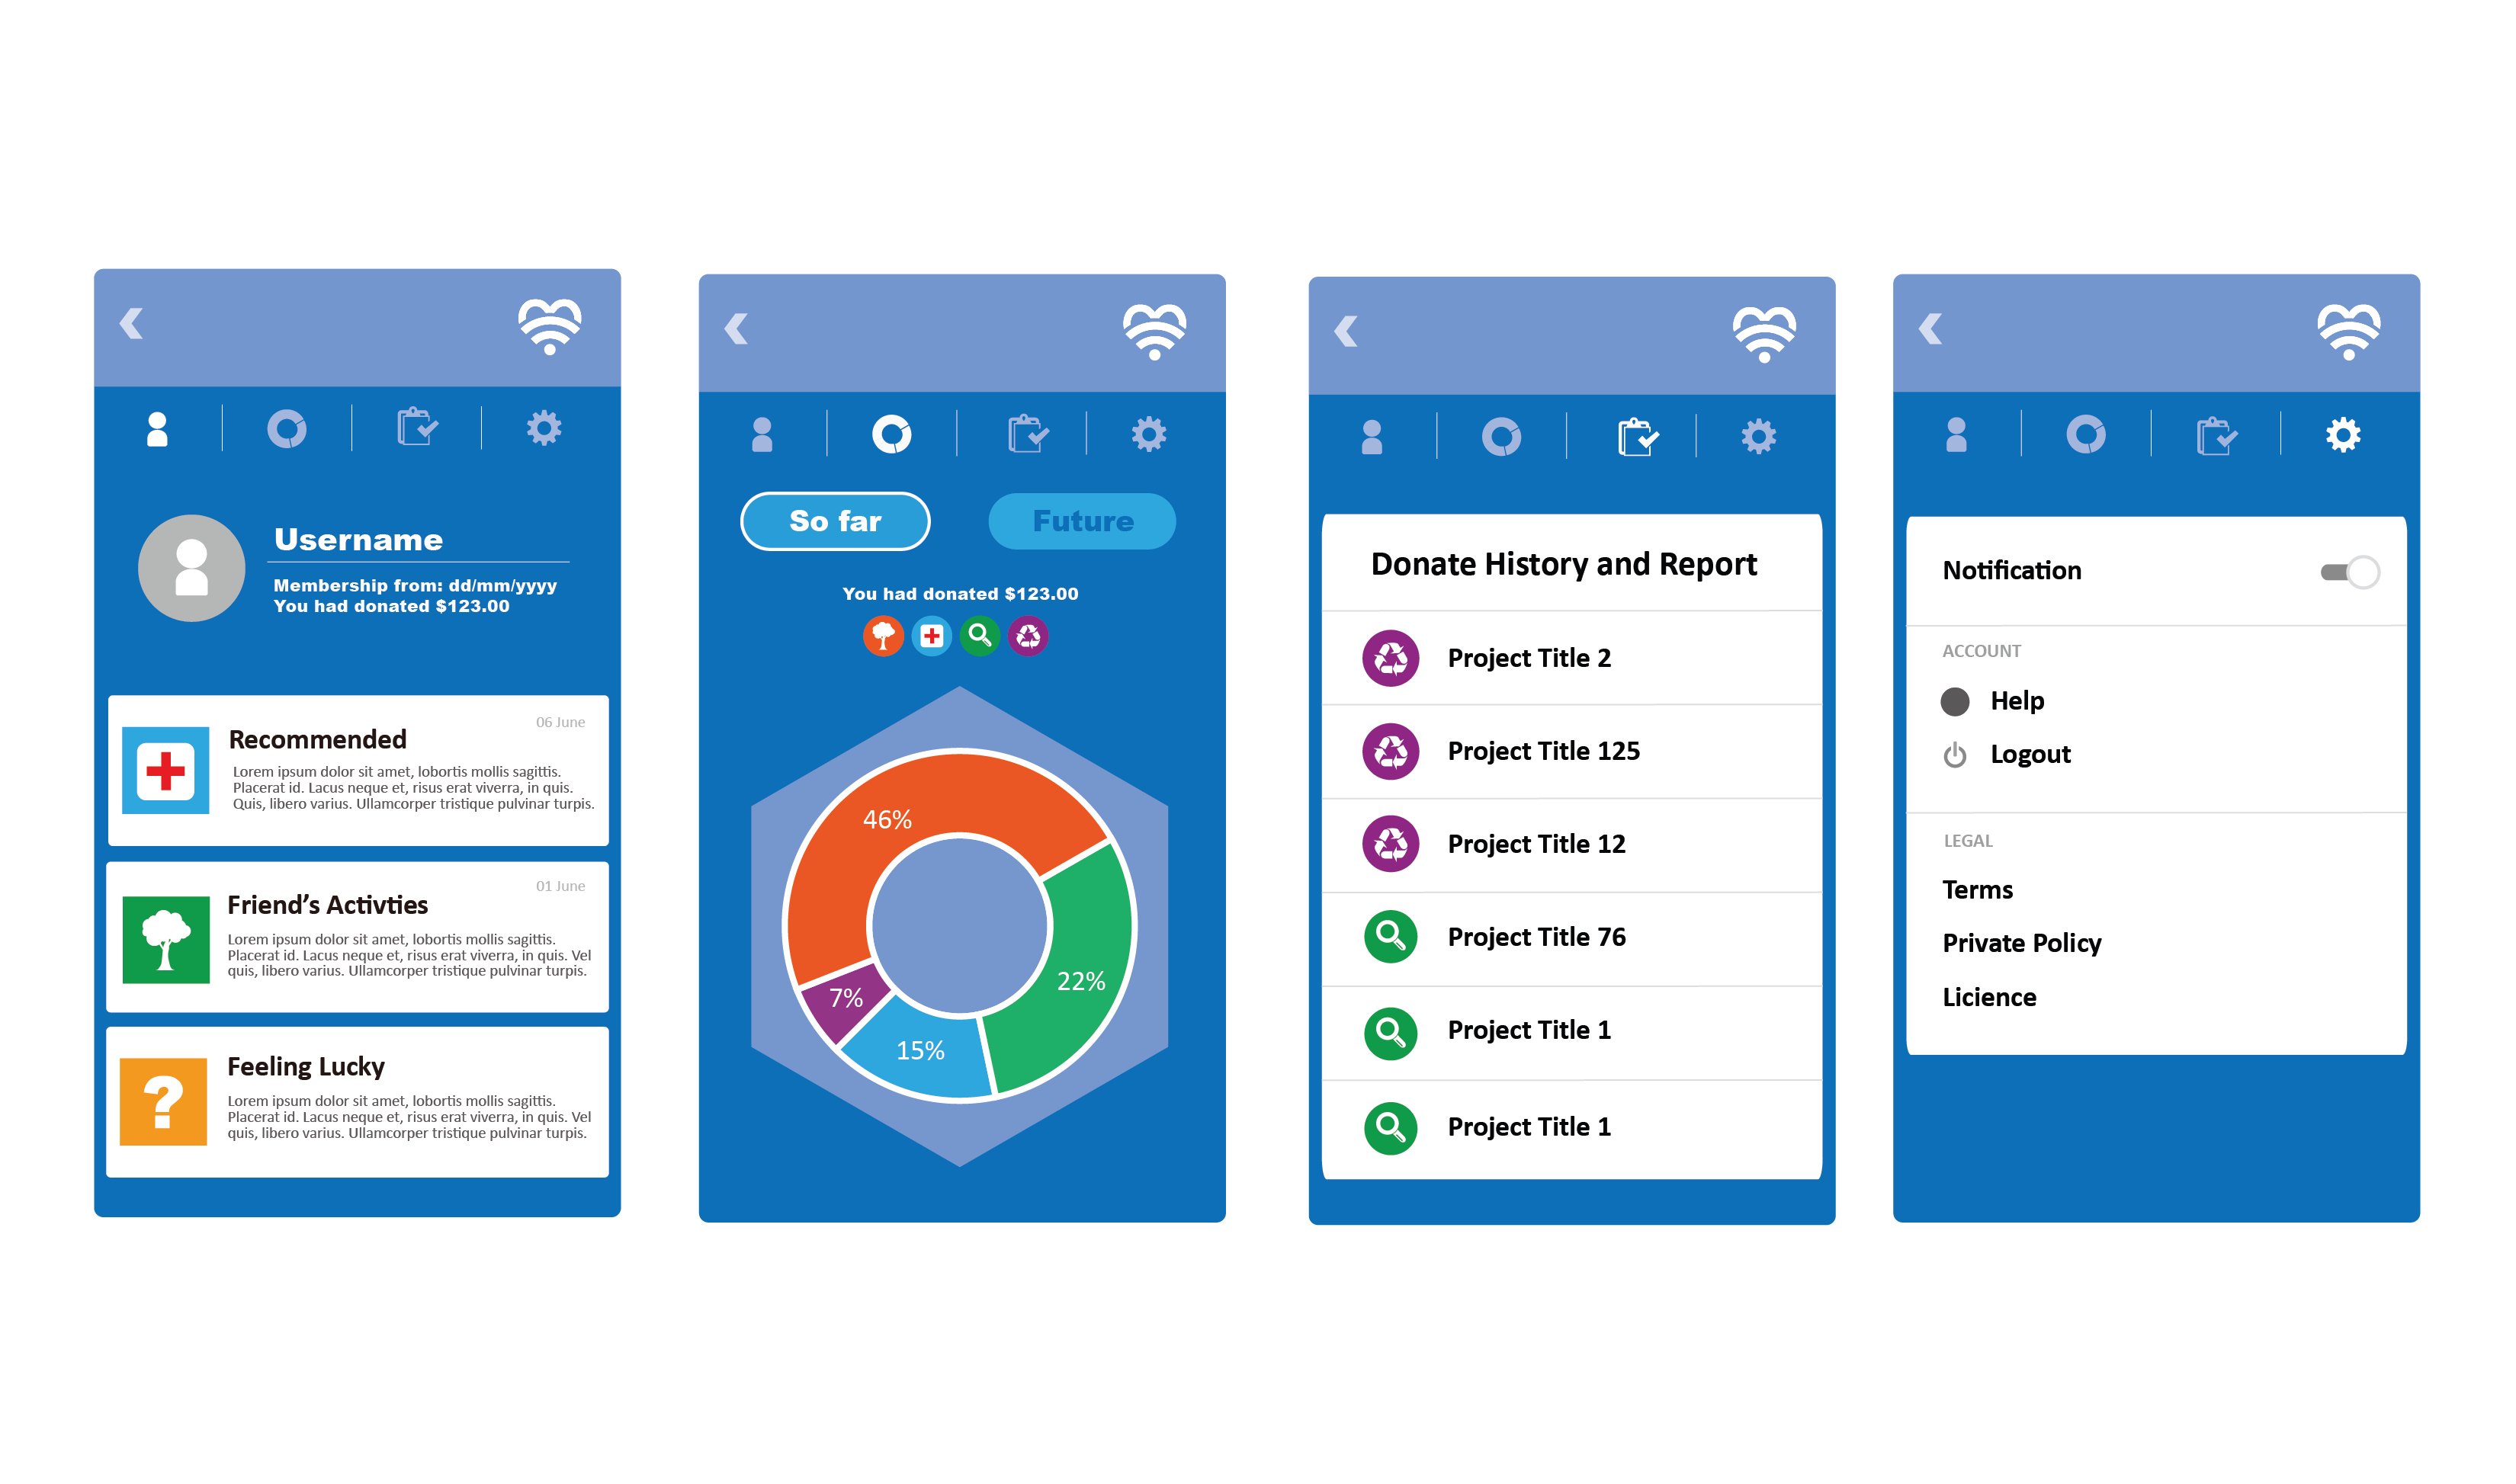 Username
Membership from: dd/mm/yyyy
You had donated $123.00
06 June
Recommended
Lorem ipsum dolor sit amet, lobortis mollis sagittis.
Placerat id. Lacus neque et, risus erat viverra, in quis.
Quis, libero varius. Ullamcorper tristique pulvinar turpis.
01 June
Friend’s Activties
Lorem ipsum dolor sit amet, lobortis mollis sagittis.
Placerat id. Lacus neque et, risus erat viverra, in quis. Vel
quis, libero varius. Ullamcorper tristique pulvinar turpis.
?
Feeling Lucky
Lorem ipsum dolor sit amet, lobortis mollis sagittis.
Placerat id. Lacus neque et, risus erat viverra, in quis. Vel
quis, libero varius. Ullamcorper tristique pulvinar turpis.
So far
Future
You had donated $123.00
46%
22%
7%
15%
Donate History and Report
Project Title 2
Project Title 125
Project Title 12
Project Title 76
Project Title 1
Project Title 1
Notification
ACCOUNT
Help
Logout
LEGAL
Terms
Private Policy
Licience